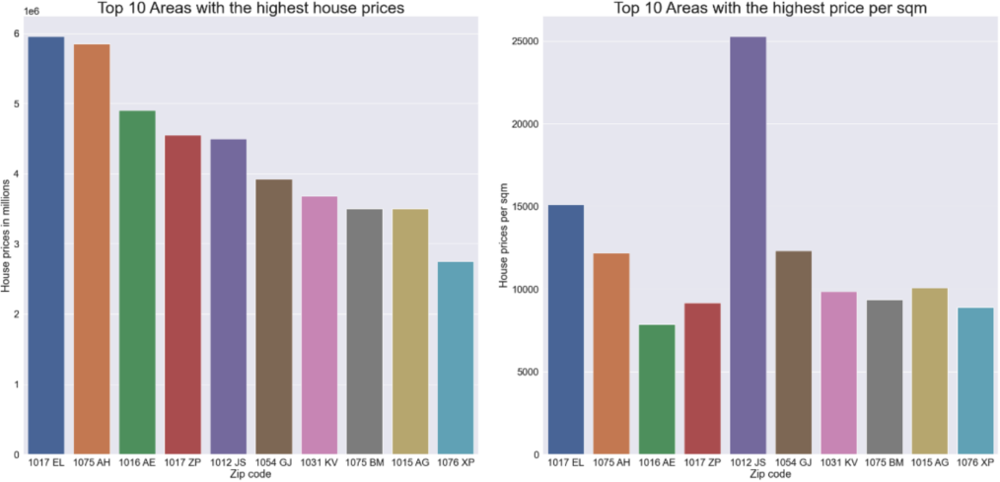 Top 10 Areas with the highest house prices
1e6
6
5
4
3
2
1
0
House prices in millions
1017 EL 1075 AH 1016 AE 1017 ZP 1012 JS 1054 GJ 1031 KV 1075 BM 1015 AG 1076 XP
Zip code
Top 10 Areas with the highest price per sqm
25000
20000
15000
10000
5000
0
House prices per sqm
1017 EL 1075 AH 1016 AE 1017 ZP 1012 JS 1054 GJ 1031 KV 1075 BM 1015 AG 1076 XP
Zip code